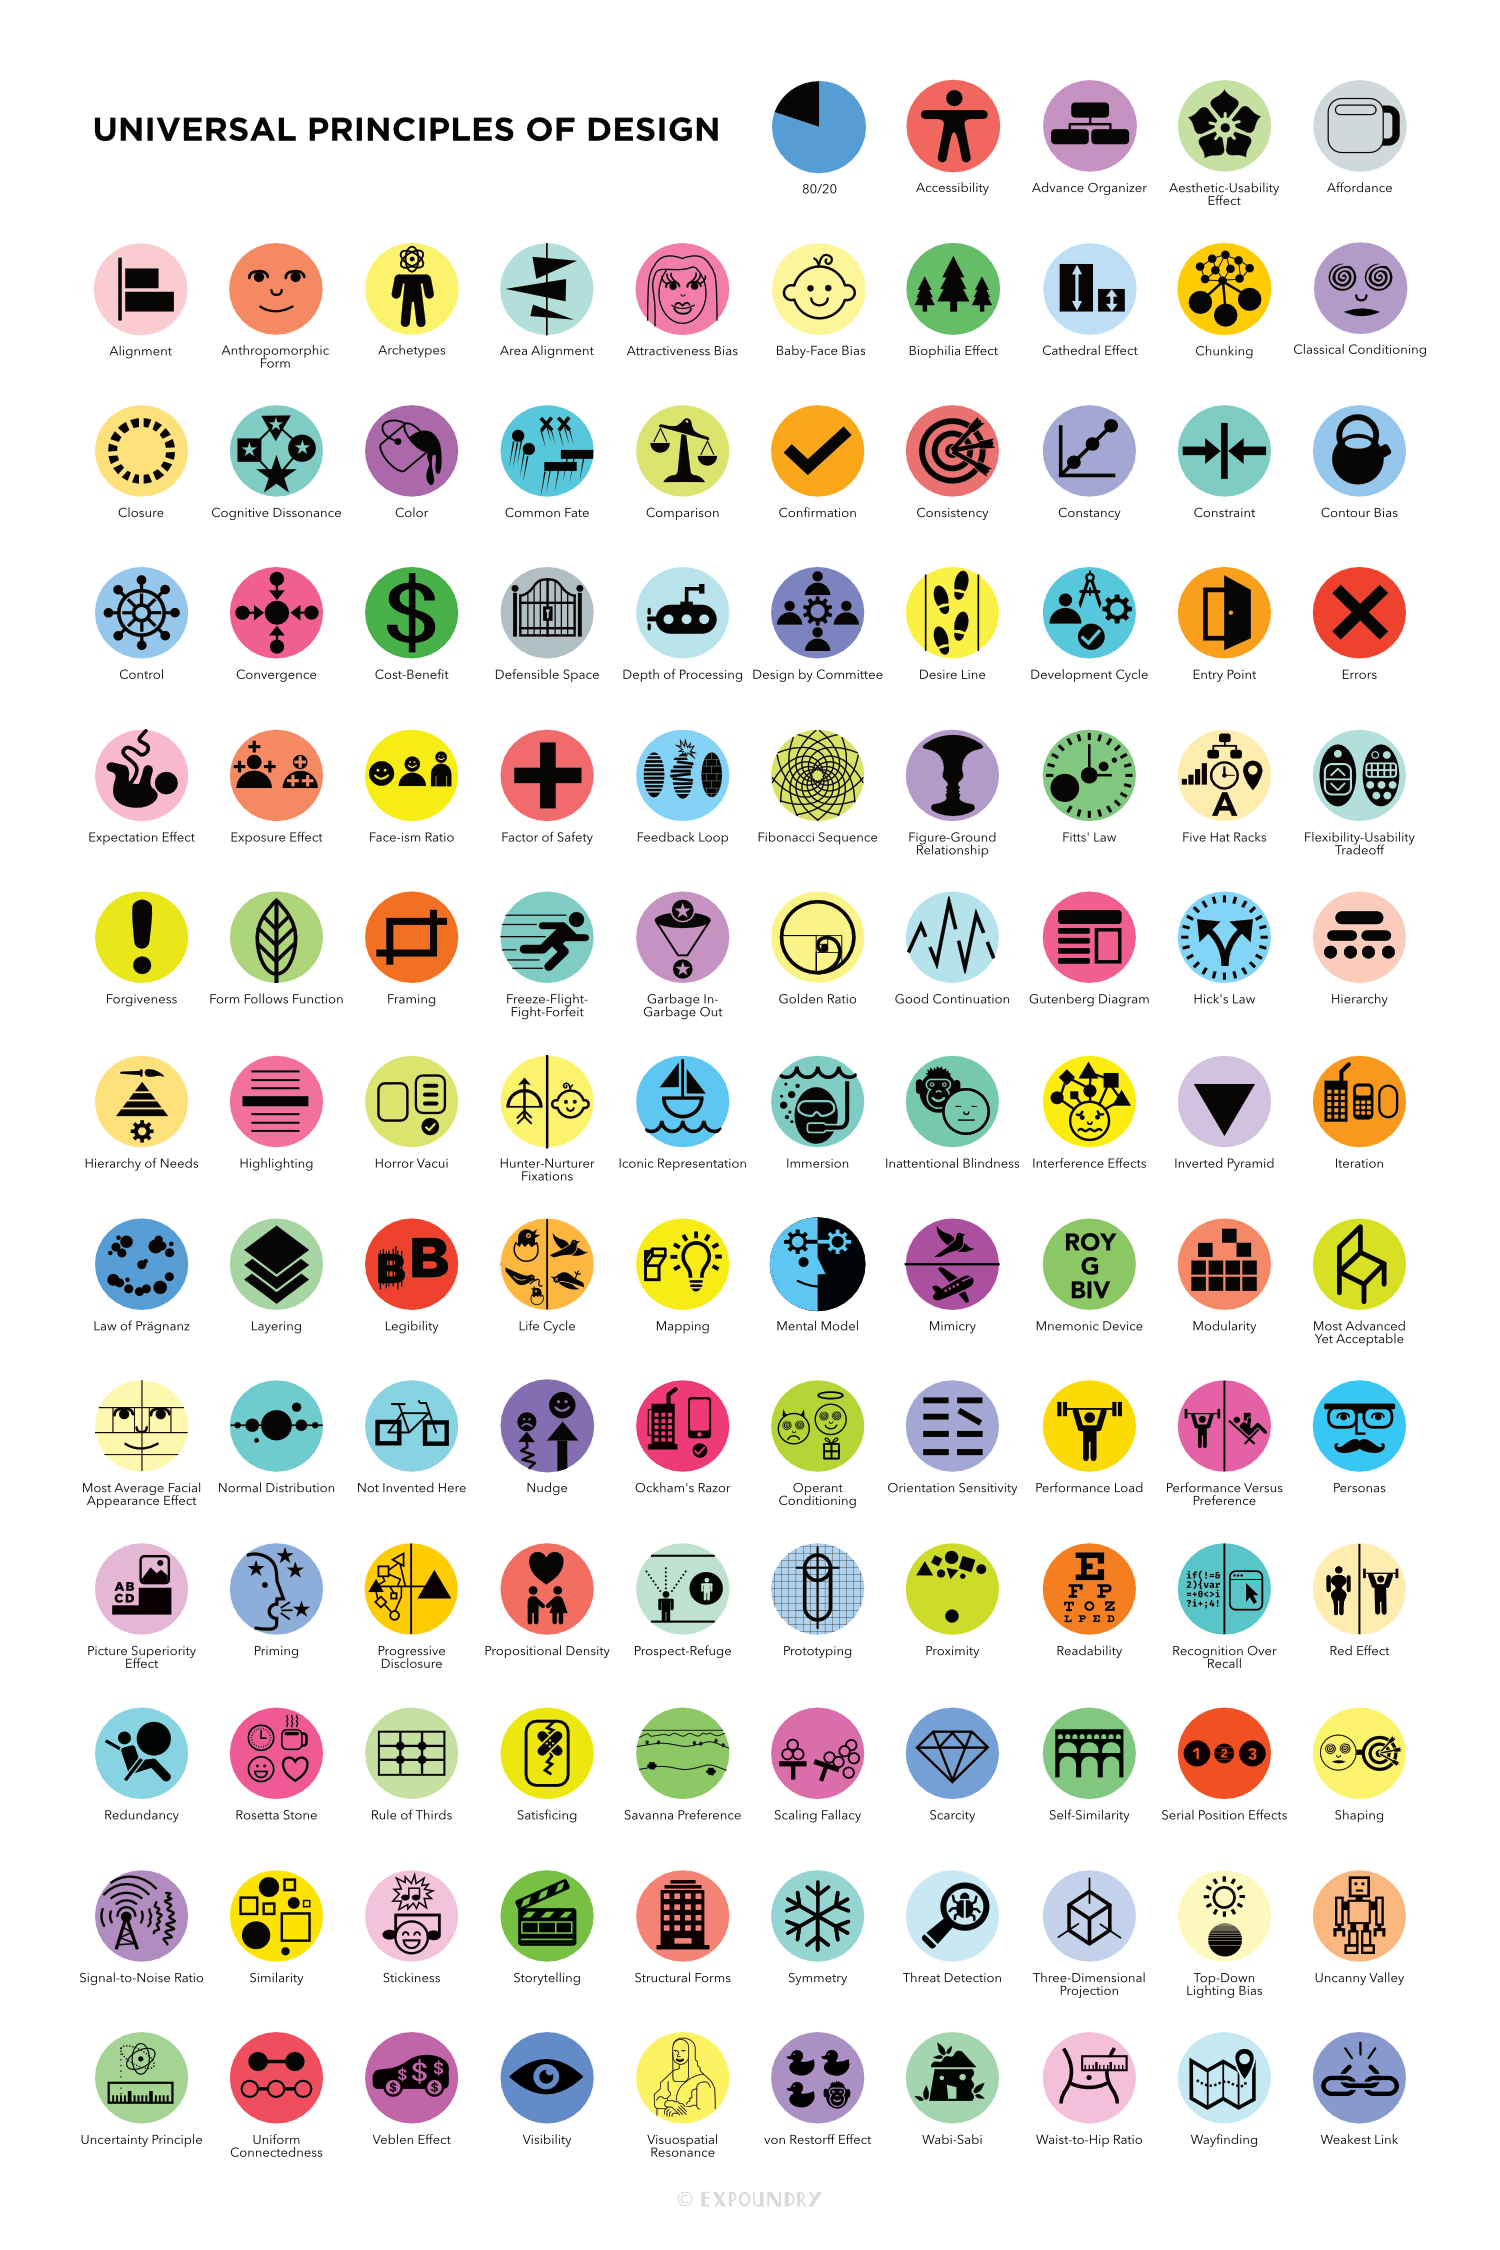 UNIVERSAL PRINCIPLES OF DESIGN
80/20
Accessibility
Advance Organizer
Aesthetic-Usability
Effect
Affordance
Alignment
Anthropomorphic
Form
Archetypes
Area Alignment
Attractiveness Bias
Baby-Face Bias
Biophilia Effect
Cathedral Effect
Chunking
Classical Conditioning
Closure
Cognitive Dissonance
Color
Common Fate
Comparison
Confirmation
Consistency
Constancy
Constraint
Contour Bias
Control
Convergence
$
Cost-Benefit
Defensible Space
Depth of Processing
Design by Committee
Desire Line
Development Cycle
Entry Point
Errors
Expectation Effect
Exposure Effect
Face-ism Ratio
Factor of Safety
Feedback Loop
Fibonacci Sequence
Figure-Ground
Relationship
Fitts' Law
A
Five Hat Racks
Flexibility-Usability
Tradeoff
!
Forgiveness
Form Follows Function
Framing
Freeze-Flight-
Fight-Forfeit
Garbage In-
Garbage Out
Golden Ratio
Good Continuation
Gutenberg Diagram
Hick's Law
Hierarchy
Hierarchy of Needs
Highlighting
Horror Vacui
Hunter-Nurturer
Fixations
Iconic Representation
Immersion
Inattentional Blindness
Interference Effects
Inverted Pyramid
Iteration
Law of Prägnanz
Layering
B B
Legibility
Life Cycle
Mapping
Mental Model
Mimicry
ROY
G
BIV
Mnemonic Device
Modularity
Most Advanced
Yet Acceptable
Most Average Facial
Appearance Effect
Normal Distribution
Not Invented Here
Nudge
Ockham's Razor
Operant
Conditioning
Orientation Sensitivity
Performance Load
Performance Versus
Preference
Personas
AB
CD
Picture Superiority
Effect
Priming
Progressive
Disclosure
Propositional Density
Prospect-Refuge
Prototyping
Proximity
E
F P
T O Z
L P E D
Readability
if(!=&
2){var
=+0<>i
?i+;4!
Recognition Over
Recall
Red Effect
Redundancy
Rosetta Stone
Rule of Thirds
Satisficing
Savanna Preference
Scaling Fallacy
Scarcity
Self-Similarity
1 2 3
Serial Position Effects
Shaping
Signal-to-Noise Ratio
Similarity
Stickiness
Storytelling
Structural Forms
Symmetry
Threat Detection
Three-Dimensional
Projection
Top-Down
Lighting Bias
Uncanny Valley
Uncertainty Principle
Uniform
Connectedness
$ $ $
$ $
Veblen Effect
Visibility
Visuospatial
Resonance
von Restorff Effect
Wabi-Sabi
Waist-to-Hip Ratio
Wayfinding
Weakest Link
© EXPOUNDRY